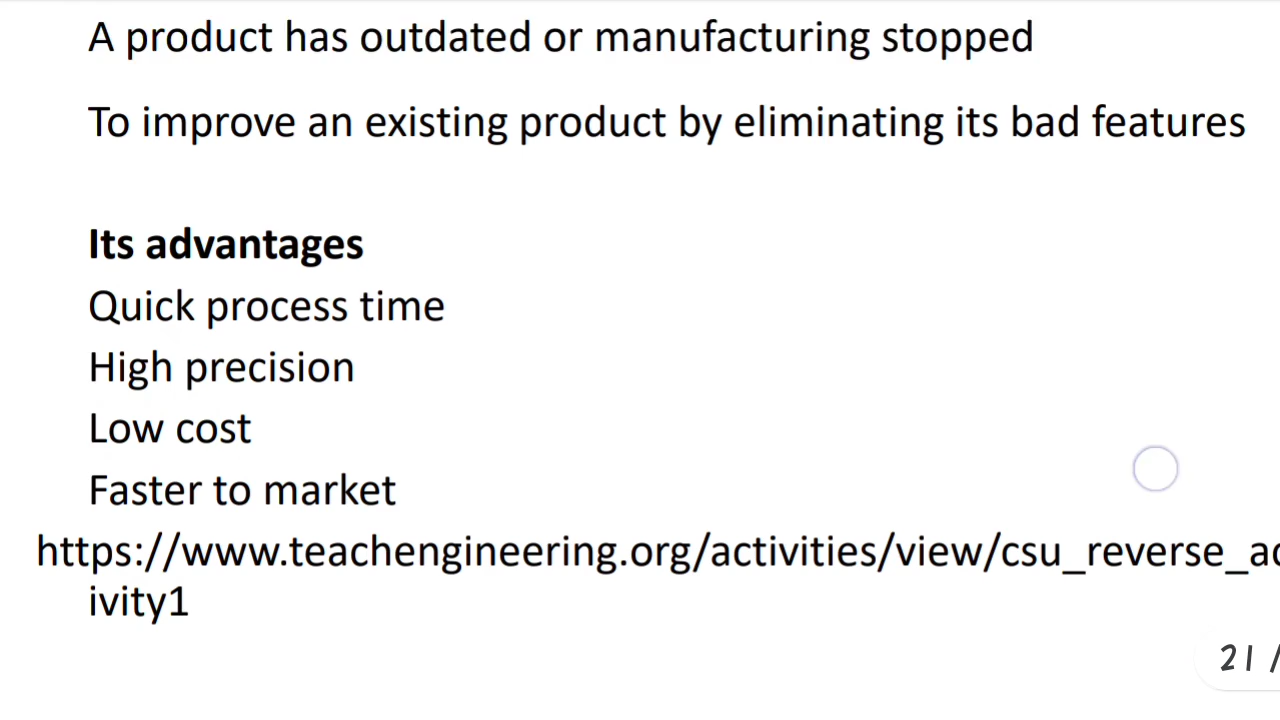 A product has outdated or manufacturing stopped
To improve an existing product by eliminating its bad features
Its advantages
Quick process time
High precision
Low cost
Faster to market
https://www.teachengineering.org/activities/view/csu_reverse_ac
ivity1
21 /